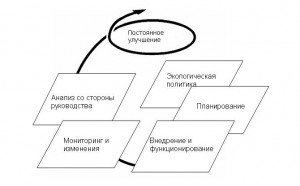 Постоянное
улучшение
Экологическая
политика
Анализ со стороны
руководства
Планирование
Мониторинг и
изменения
Внедрение и
функционирование